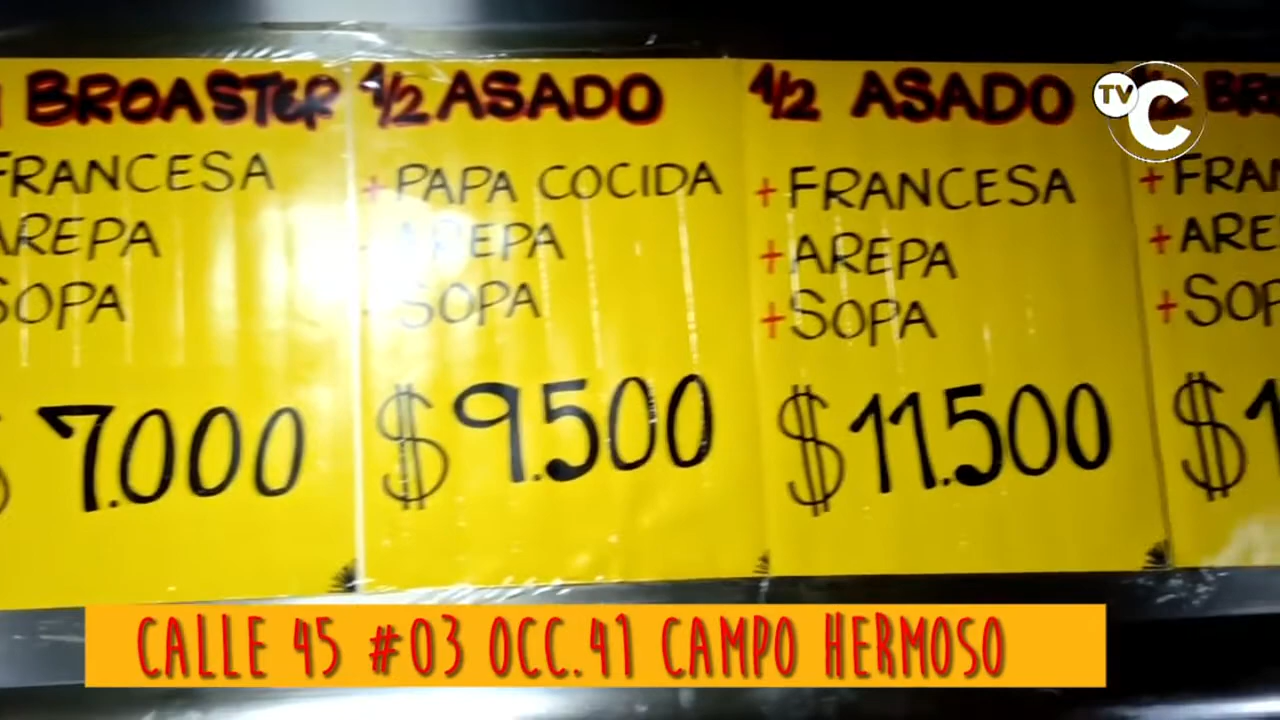 BROASTER
FRANCESA
AREPA
SOPA
$ 7.000
1/2 ASADO
+ PAPA COCIDA
AREPA
SOPA
$ 9.500
1/2 ASADO
+ FRANCESA
+ AREPA
+ SOPA
$ 11.500
TV C
CALLE 45 #03 OCC.41 CAMPO HERMOSO